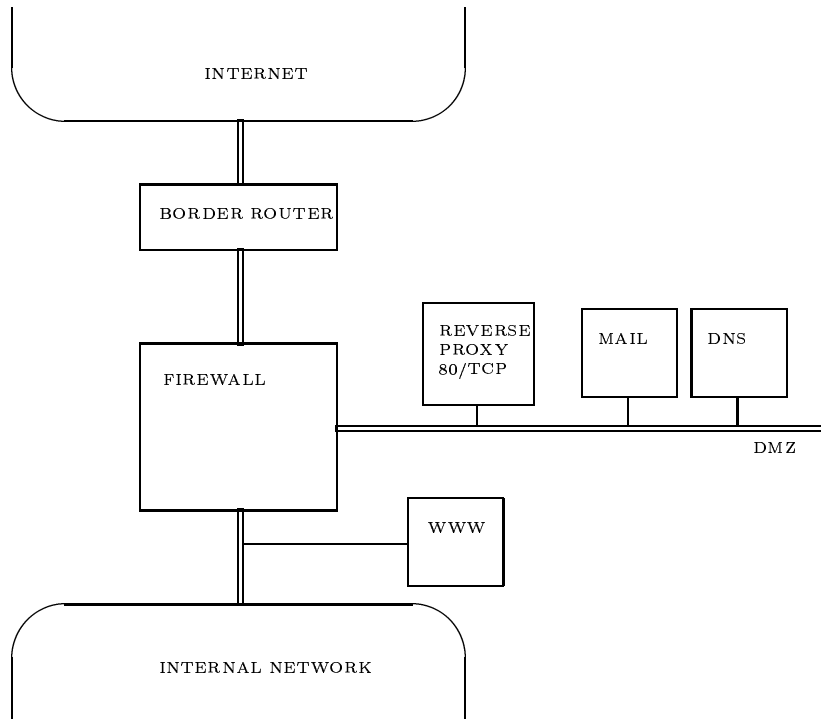 INTERNET
BORDER ROUTER
REVERSE
PROXY
80/TCP
MAIL
DNS
FIREWALL
DMZ
WWW
INTERNAL NETWORK